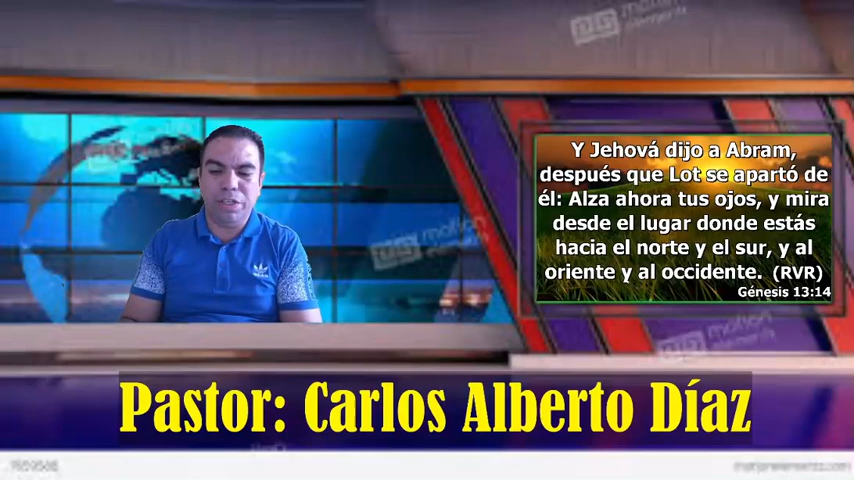 Y Jehová dijo a Abram,
después que Lot se apartó de
él: Alza ahora tus ojos, y mira
desde el lugar donde estás
hacia el norte y el sur, y al
oriente y al occidente. (RVR)
Génesis 13:14
adidas
Pastor: Carlos Alberto Díaz